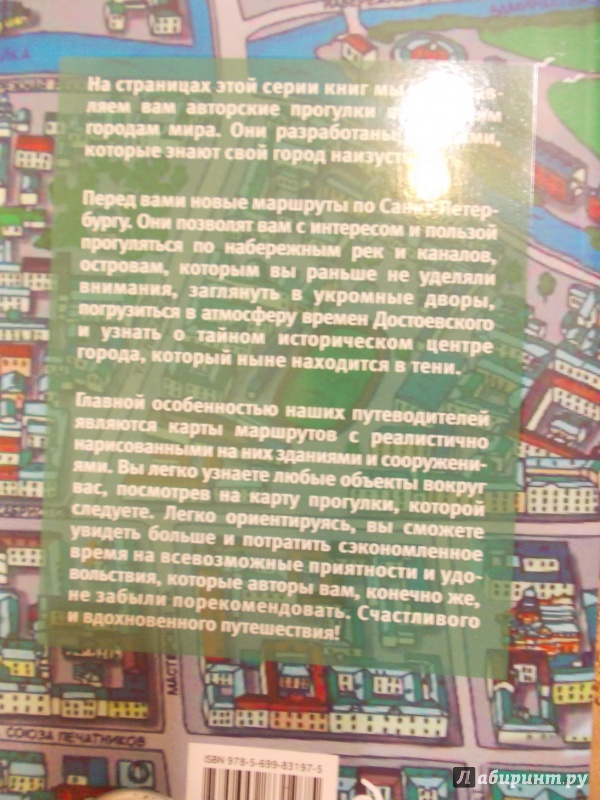 НАБЕРЕЖНАЯ
На страницах этой серии книг мы
ляем вам авторские прогулки
городам мира. Они разработаны
которые знают свой город наизусть
Перед вами новые маршруты по Санкт-Петер-
бургу. Они позволят вам с интересом и пользой
прогуляться по набережным рек и каналов,
островам, которым вы раньше не уделяли
внимания, заглянуть в укромные дворы,
погрузиться в атмосферу времен Достоевского
и узнать о тайном историческом центре
города, который ныне находится в тени.
Главной особенностью наших путеводителей
являются карты маршрутов с реалистично
нарисованными на них зданиями и сооружени-
ями. Вы легко узнаете любые объекты вокруг
вас, посмотрев на карту прогулки, которой
следуете. Легко ориентируясь, вы сможете
увидеть больше и потратить сэкономленное
время на всевозможные приятности и удо-
вольствия, которые авторы вам, конечно же,
не забыли порекомендовать. Счастливого
и вдохновенного путешествия!
СОЮЗА ПЕЧАТНИКОВ
ISBN 978-5-699-83197-5
Лабиринт.ру